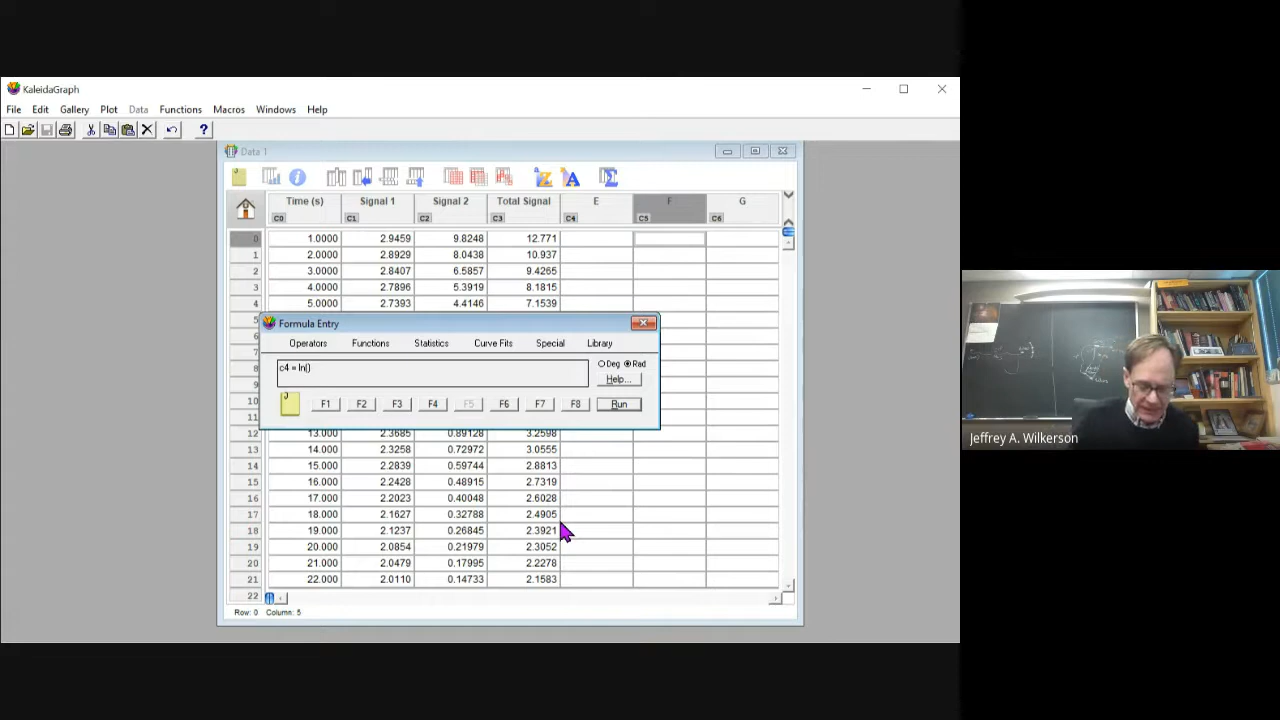 KaleidaGraph
File Edit Gallery Plot Data Functions Macros Windows Help
Data 1
Time (s) Signal 1 Signal 2 Total Signal E F G
C0 C1 C2 C3 C4 C5 C6
0 1.0000 2.9459 9.8248 12.771
1 2.0000 2.8929 8.0438 10.937
2 3.0000 2.8407 6.5857 9.4265
3 4.0000 2.7896 5.3919 8.1815
4 5.0000 2.7393 4.4146 7.1539
Formula Entry
Operators Functions Statistics Curve Fits Special Library
c4 = ln()
Deg Rad
Help...
F1 F2 F3 F4 F5 F6 F7 F8 Run
5
6
7
8
9
10
11
12 13.000 2.3685 0.89128 3.2598
13 14.000 2.3258 0.72972 3.0555
14 15.000 2.2839 0.59744 2.8813
15 16.000 2.2428 0.48915 2.7319
16 17.000 2.2023 0.40048 2.6028
17 18.000 2.1627 0.32788 2.4905
18 19.000 2.1237 0.26845 2.3921
19 20.000 2.0854 0.21979 2.3052
20 21.000 2.0479 0.17995 2.2278
21 22.000 2.0110 0.14733 2.1583
22
Row: 0 Column: 5
Jeffrey A. Wilkerson